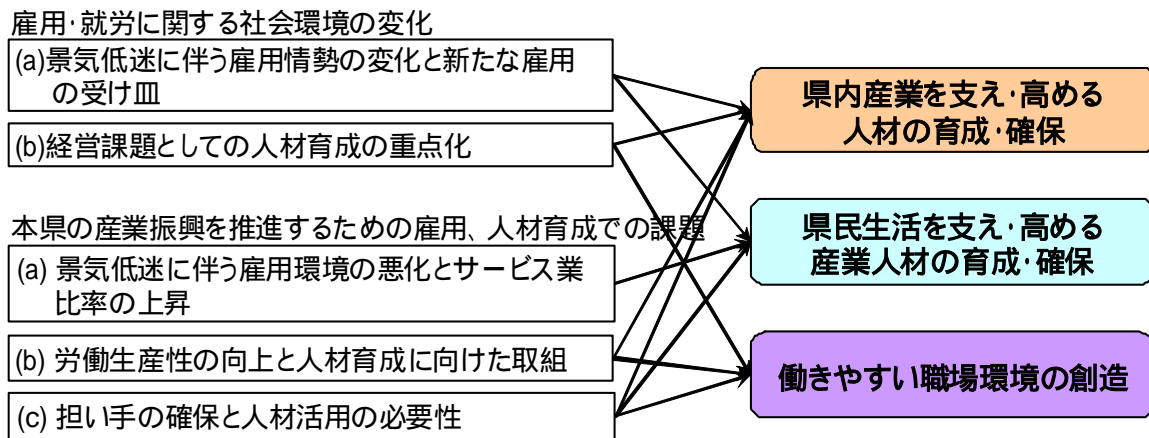 雇用・就労に関する社会環境の変化
(a)景気低迷に伴う雇用情勢の変化と新たな雇用
の受け皿
(b)経営課題としての人材育成の重点化
本県の産業振興を推進するための雇用、人材育成での課題
(a) 景気低迷に伴う雇用環境の悪化とサービス業
比率の上昇
(b) 労働生産性の向上と人材育成に向けた取組
(c) 担い手の確保と人材活用の必要性
県内産業を支え・高める
人材の育成・確保
県民生活を支え・高める
産業人材の育成・確保
働きやすい職場環境の創造